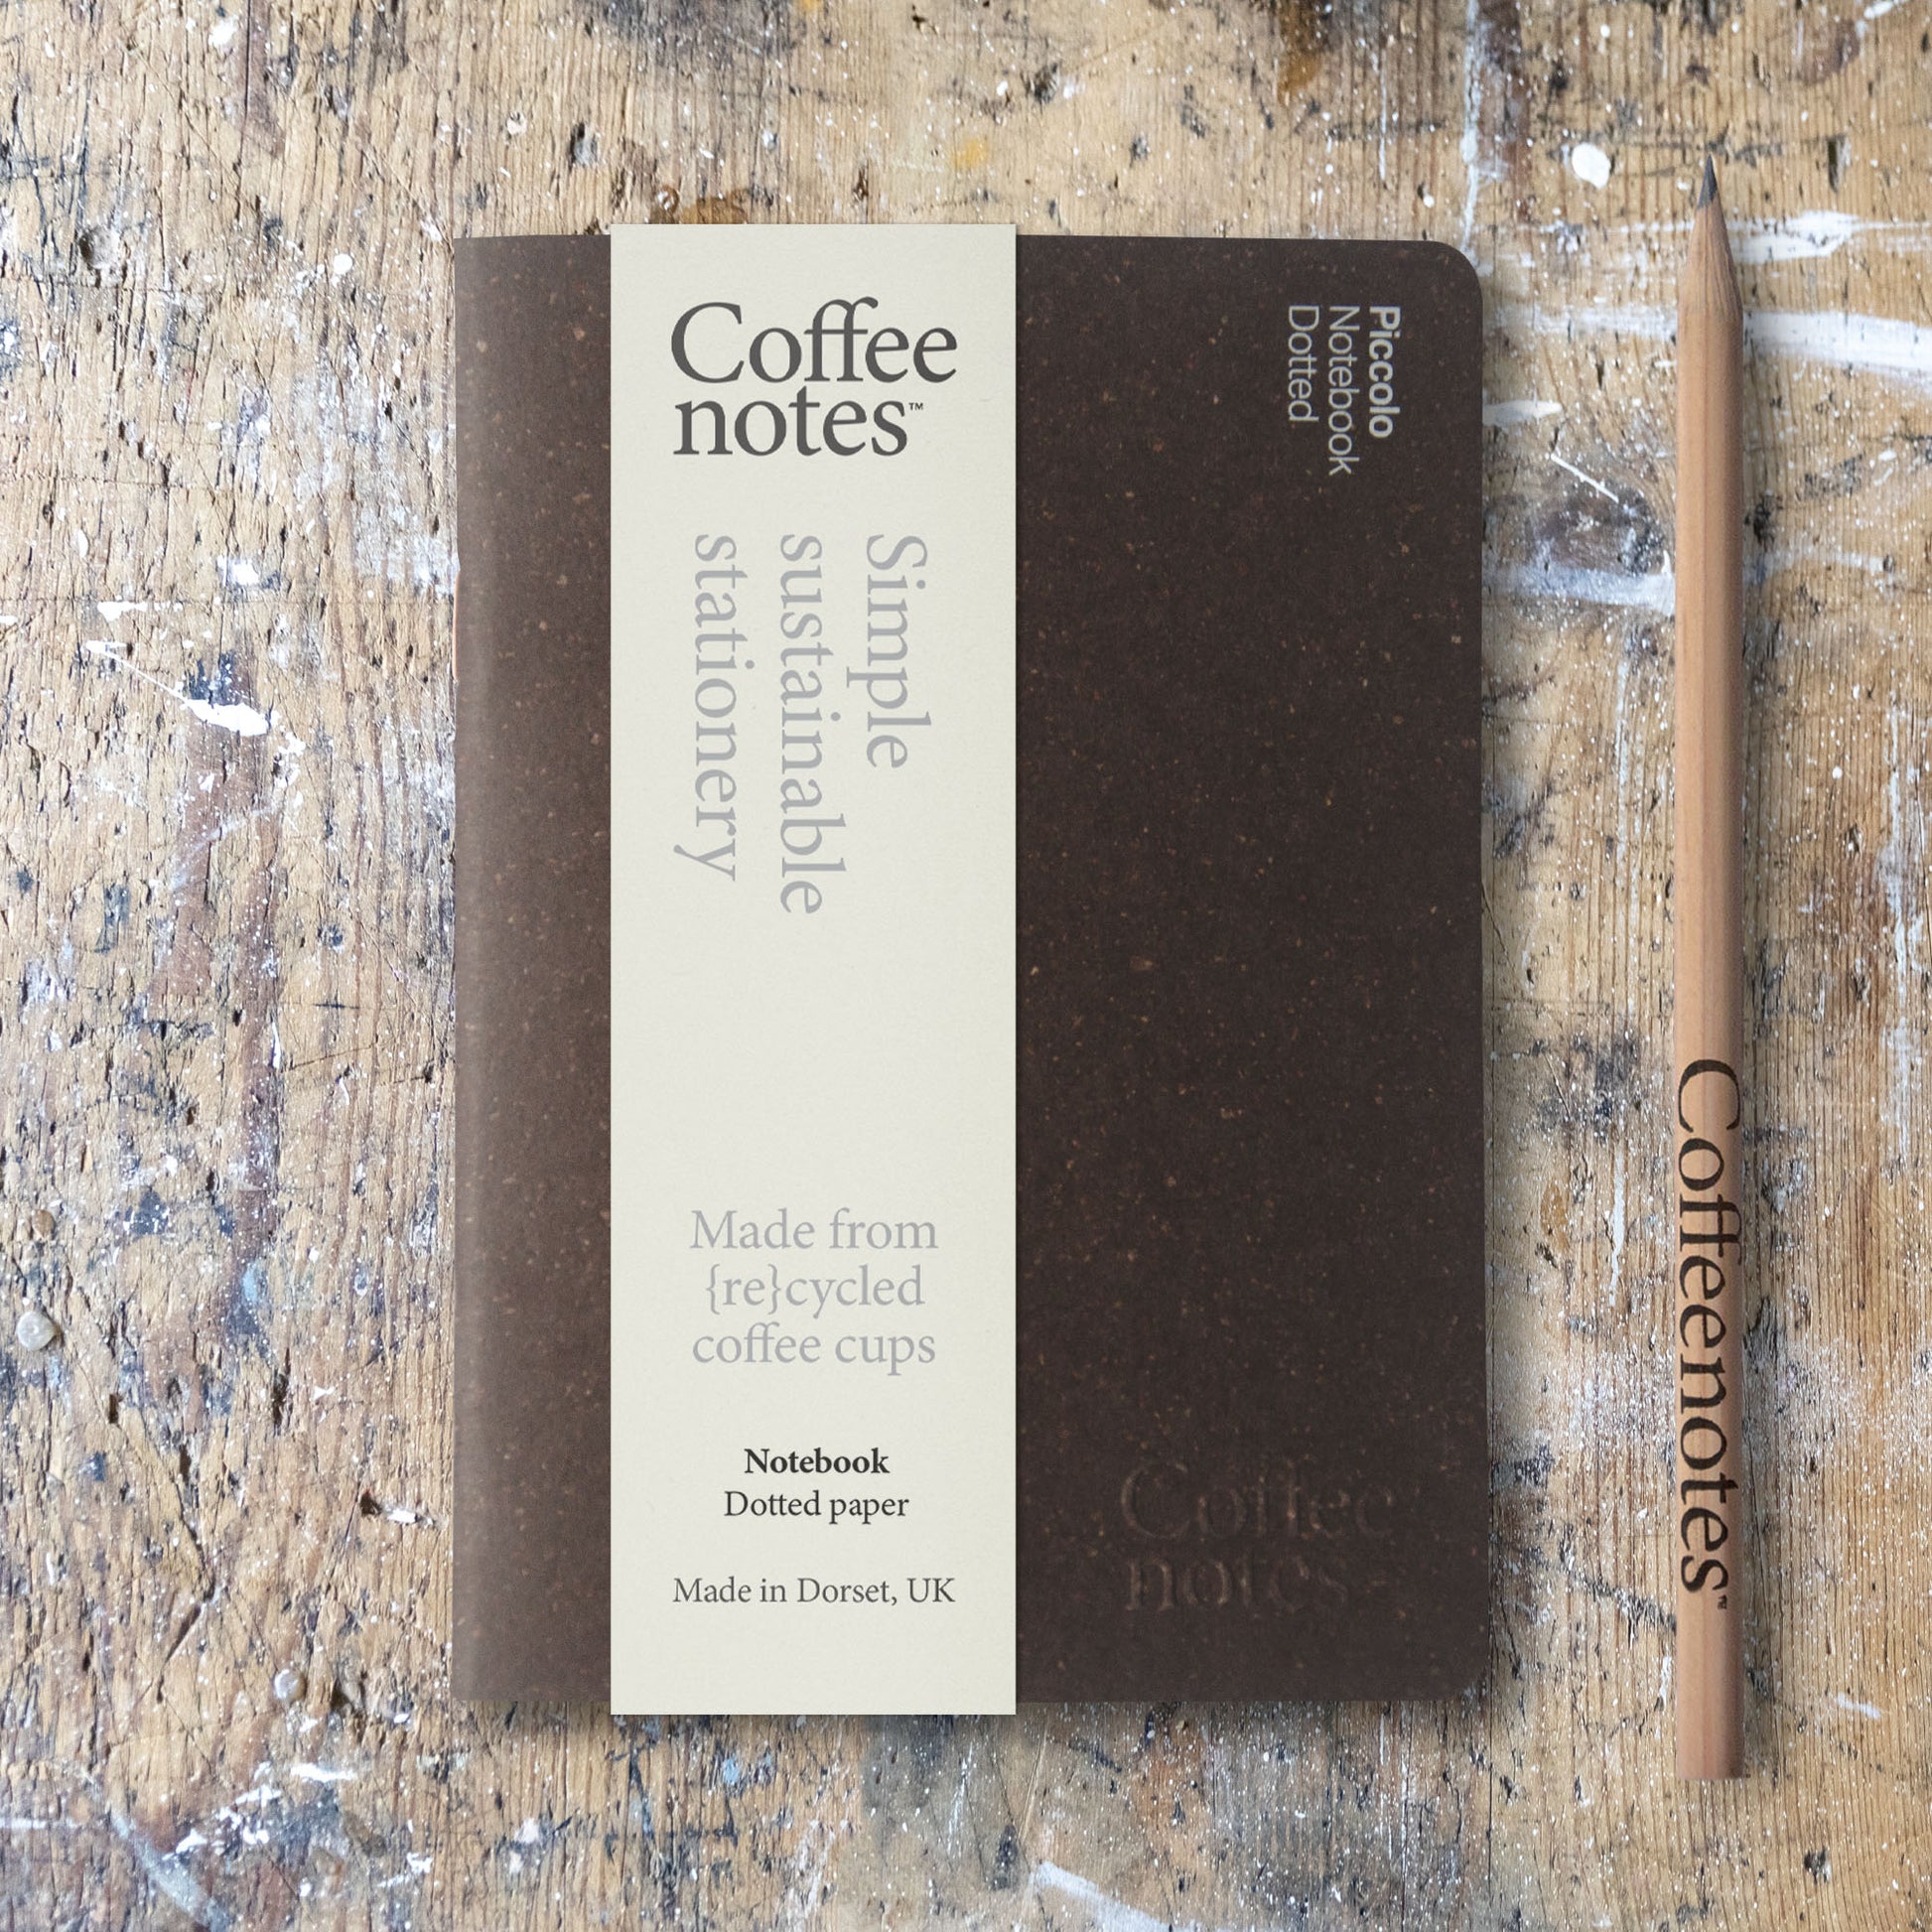 Coffee
notes™
Simple
sustainable
stationery
Made from
{re}cycled
coffee cups
Notebook
Dotted paper
Made in Dorset, UK
Piccolo
Notebook
Dotted
Coffee
notes
Coffeenotes™